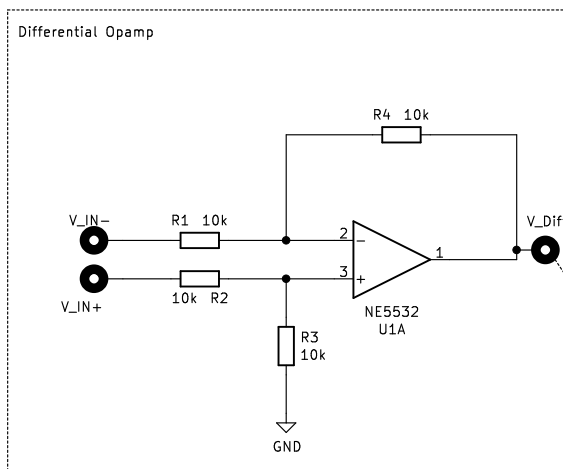 Differential Opamp
R4 10k
V_IN-
R1 10k
2
-
V_Dif
1
3
+
V_IN+
10k R2
NE5532
U1A
R3
10k
GND